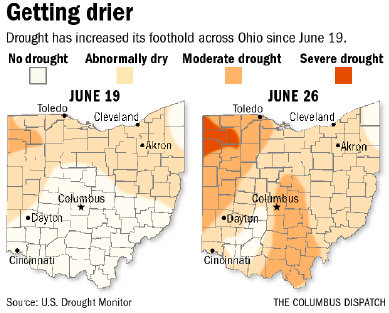 Getting drier
Drought has increased its foothold across Ohio since June 19.
No drought Abnormally dry Moderate drought Severe drought
JUNE 19 JUNE 26
Toledo Cleveland Toledo Cleveland
Akron Akron
Columbus Columbus
Dayton Dayton
Cincinnati Cincinnati
Source: U.S. Drought Monitor THE COLUMBUS DISPATCH